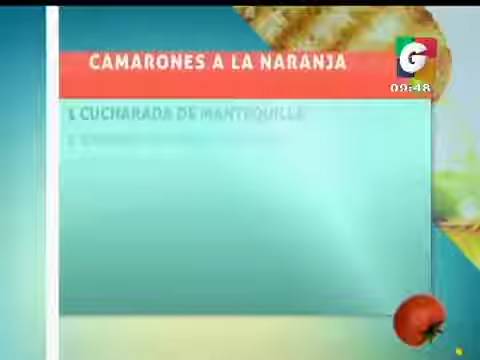 CAMARONES A LA NARANJA
G
09:48
1 CUCHARADA DE MANTEQUILLA